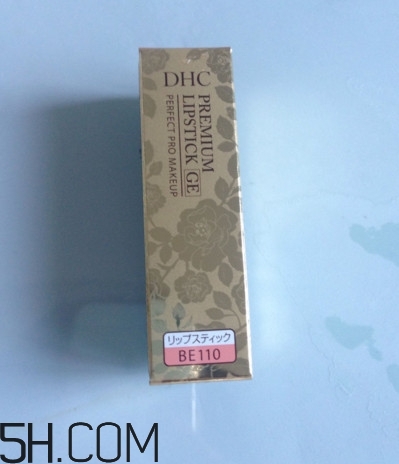 DHC
PREMIUM
LIPSTICK GE
PERFECT PRO MAKEUP
リップスティック
BE110
5H.COM